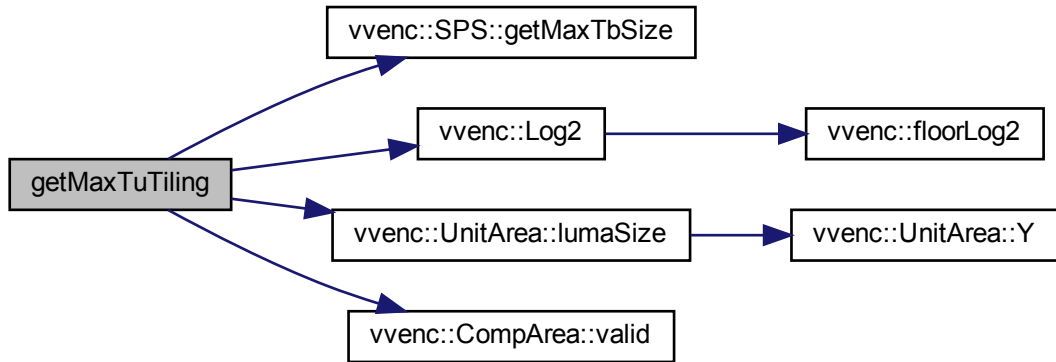 vvenc::SPS::getMaxTbSize
vvenc::Log2
vvenc::floorLog2
getMaxTuTiling
vvenc::UnitArea::lumaSize
vvenc::UnitArea::Y
vvenc::CompArea::valid